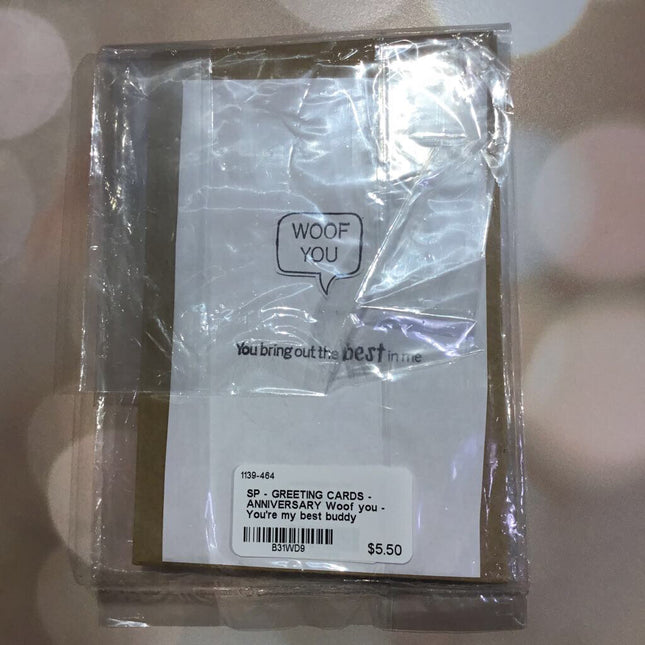 WOOF
YOU
You bring out the best in me
1139-464
SP - GREETING CARDS -
ANNIVERSARY Woof you -
You're my best buddy
B31WD9
$5.50